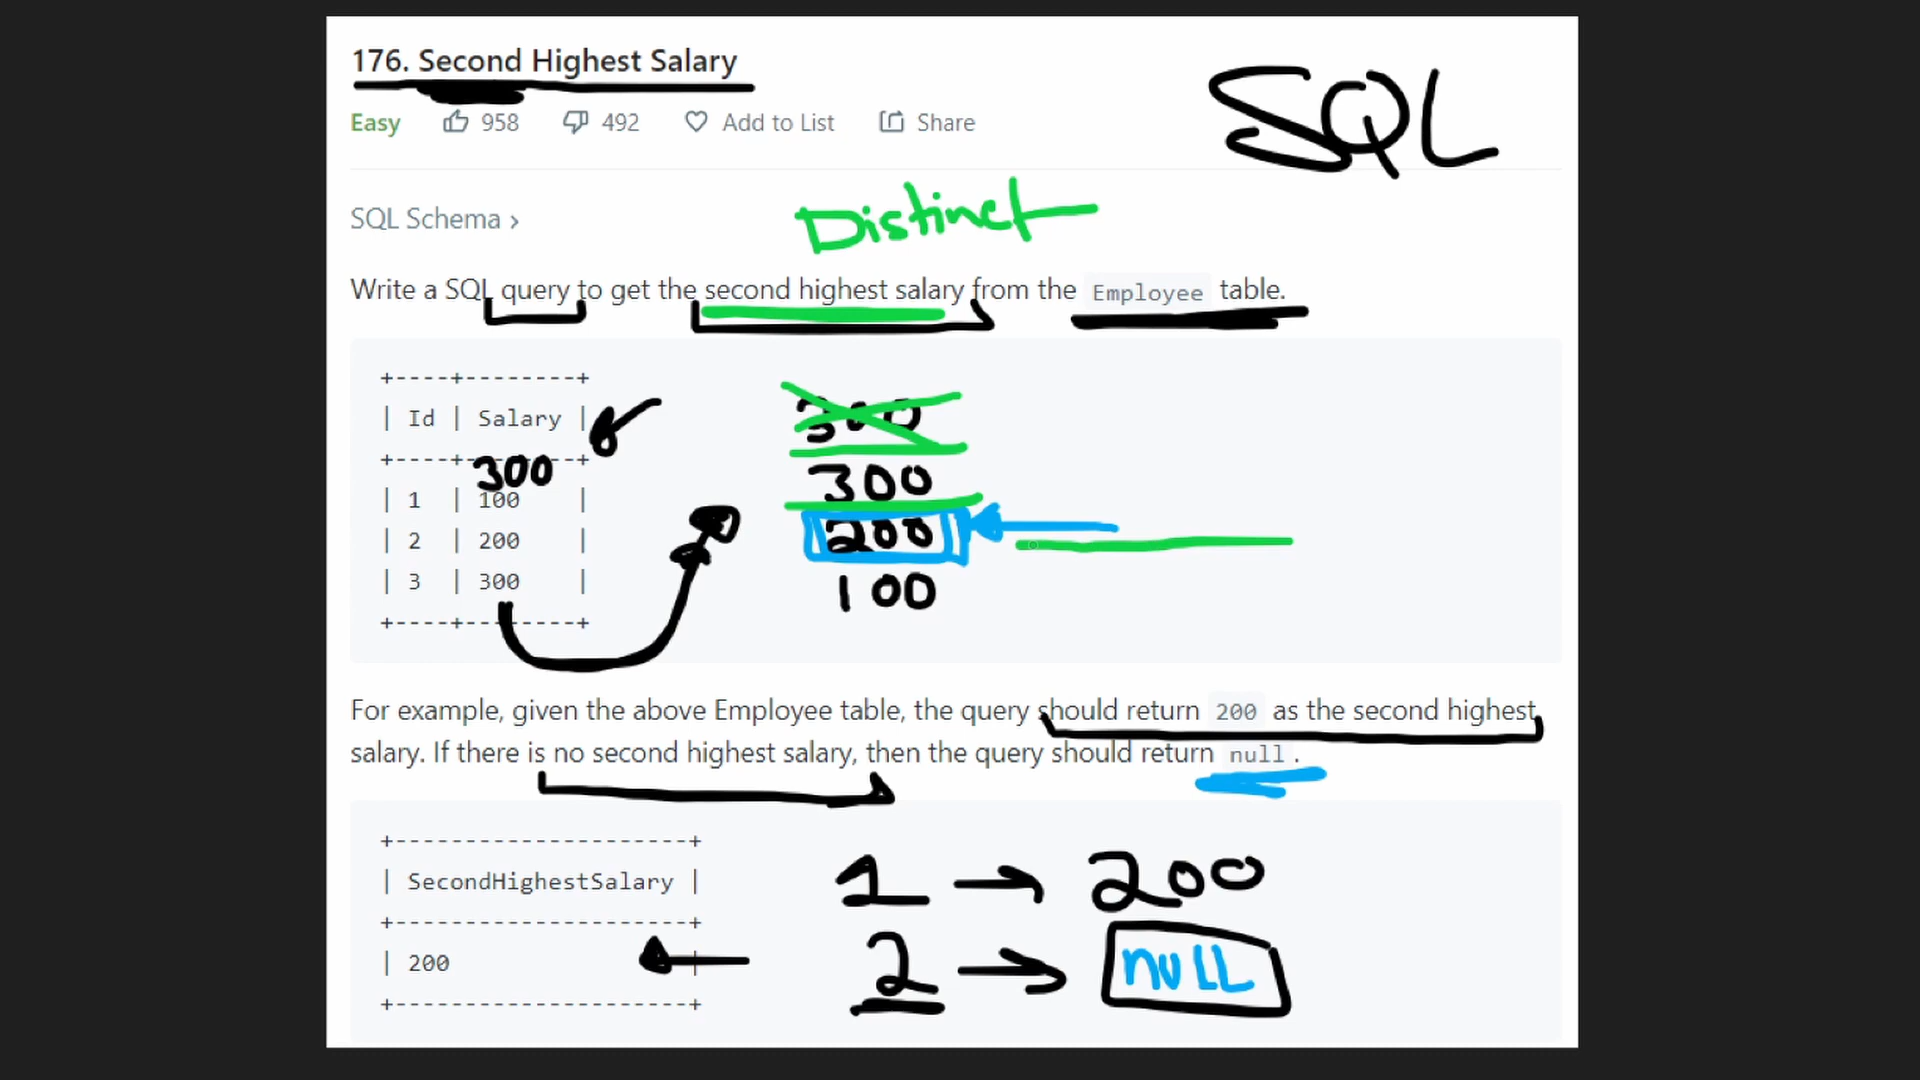 176. Second Highest Salary
SQL
Easy 958 492 Add to List Share
SQL Schema ›
Distinct
Write a SQL query to get the second highest salary from the Employee table.
+----+--------+
| Id | Salary |
+----+--------+
300
| 1 | 100 |
| 2 | 200 |
| 3 | 300 |
+----+--------+
300
300
200
100
For example, given the above Employee table, the query should return 200 as the second highest
salary. If there is no second highest salary, then the query should return null .
+---------------------+
| SecondHighestSalary |
+---------------------+
| 200 |
+---------------------+
1 → 200
2 → null